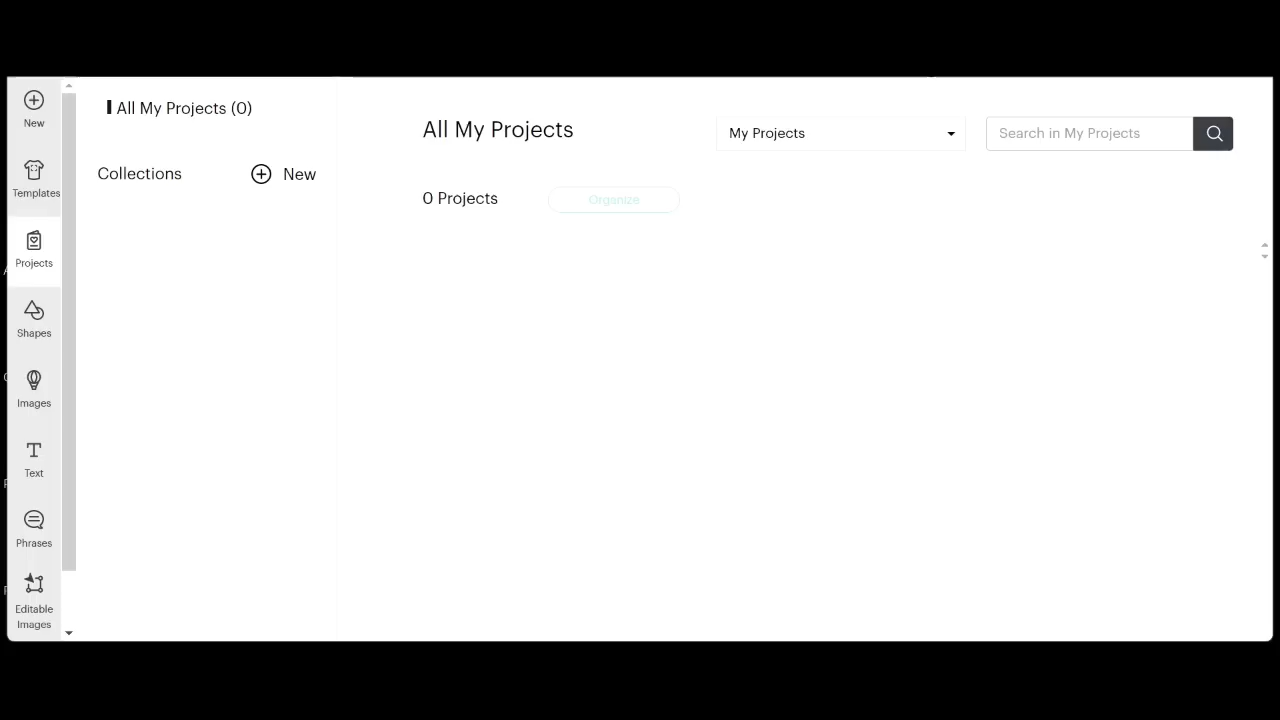 New
Templates
Projects
Shapes
Images
Text
Phrases
Editable
Images
All My Projects (0)
Collections
New
All My Projects
My Projects
Search in My Projects
0 Projects
Organize